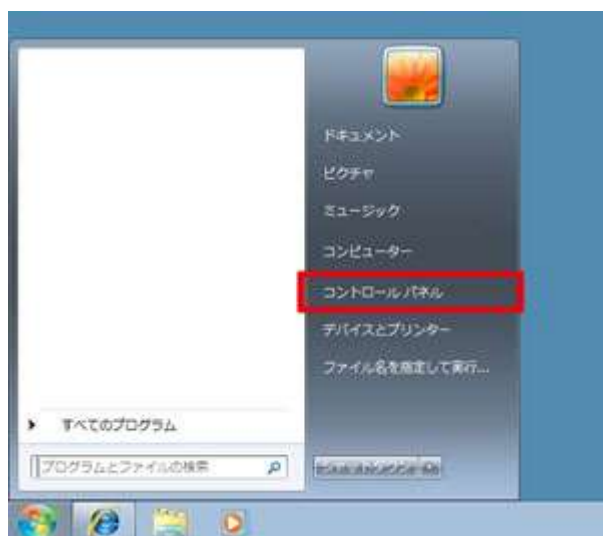 ドキュメント
ピクチャ
ミュージック
コンピューター
コントロール パネル
デバイスとプリンター
ファイル名を指定して実行...
すべてのプログラム
プログラムとファイルの検索